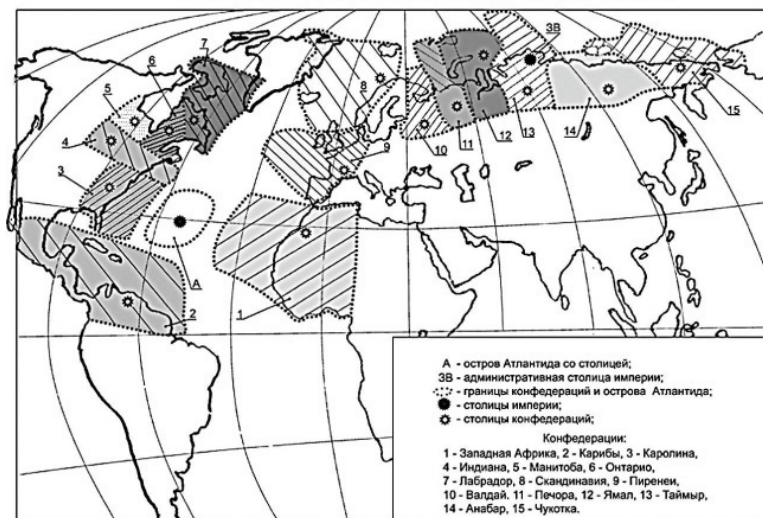 7
3В
6
5
8
4
15
3
9
10
11
12
13
14
А
1
2
А - остров Атлантида со столицей;
3В - административная столица империи;
- границы конфедераций и острова Атлантида;
- столицы империи;
- столицы конфедераций;
Конфедерации:
1 - Западная Африка, 2 - Карибы, 3 - Каролина,
4 - Индиана, 5 - Манитоба, 6 - Онтарио,
7 - Лабрадор, 8 - Скандинавия, 9 - Пиренеи,
10 - Валдай. 11 - Печора, 12 - Ямал, 13 - Таймыр,
14 - Анабар, 15 - Чукотка.